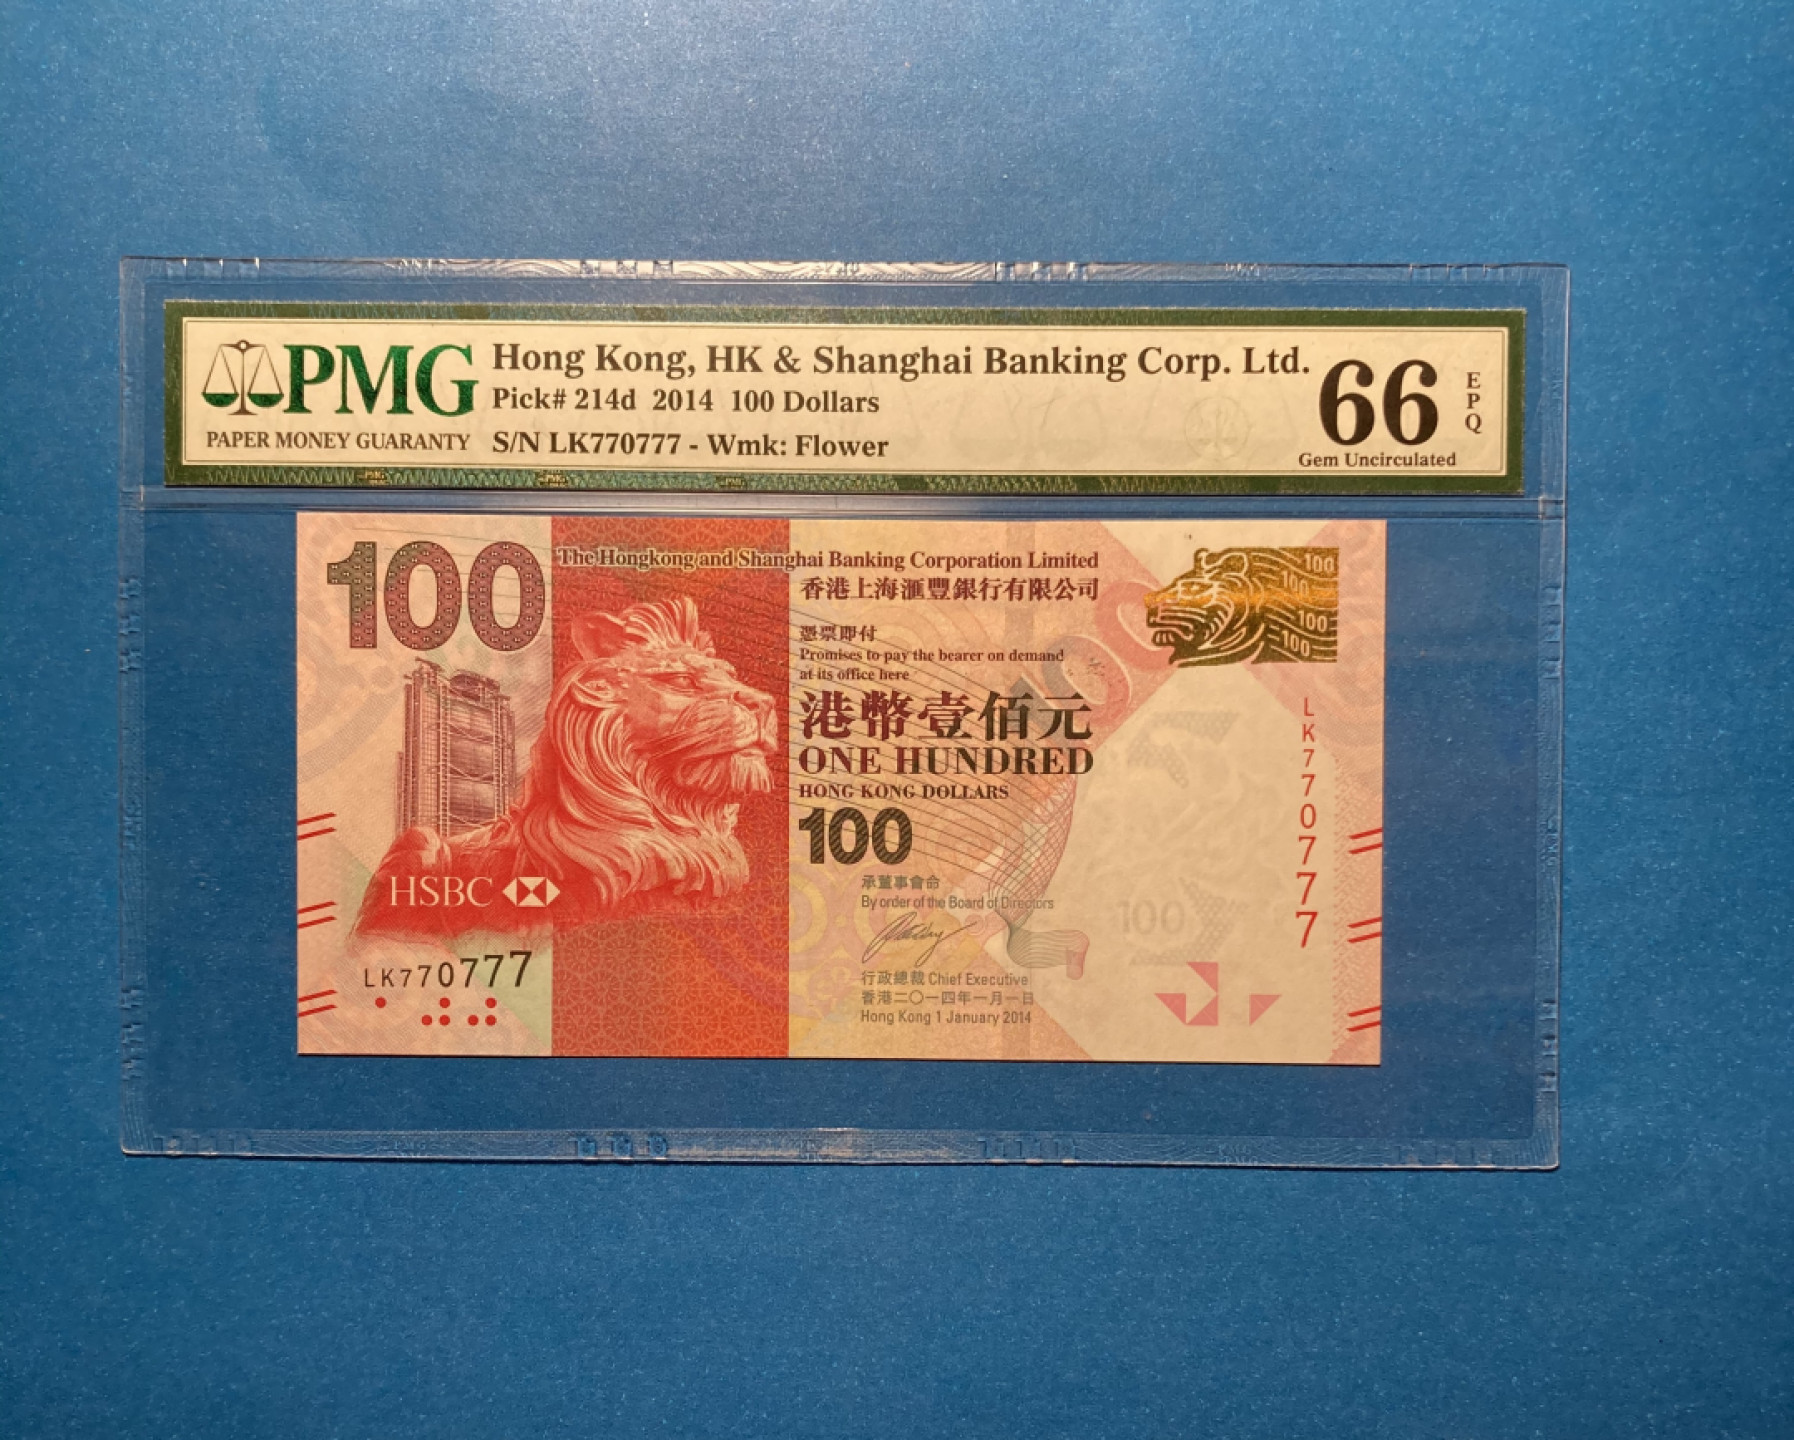 PMG
PAPER MONEY GUARANTY
Hong Kong, HK & Shanghai Banking Corp. Ltd.
Pick# 214d 2014 100 Dollars
S/N LK770777 - Wmk: Flower
66
EPQ
Gem Uncirculated
100
The Hongkong and Shanghai Banking Corporation Limited
香港上海滙豐銀行有限公司
憑票即付
Promises to pay the bearer on demand
at its office here
港幣壹佰元
ONE HUNDRED
HONG KONG DOLLARS
100
承董事會命
By order of the Board of Directors
行政總裁 Chief Executive
香港二〇一四年一月一日
Hong Kong 1 January 2014
HSBC
LK770777
100
100
100
100
LK770777
100